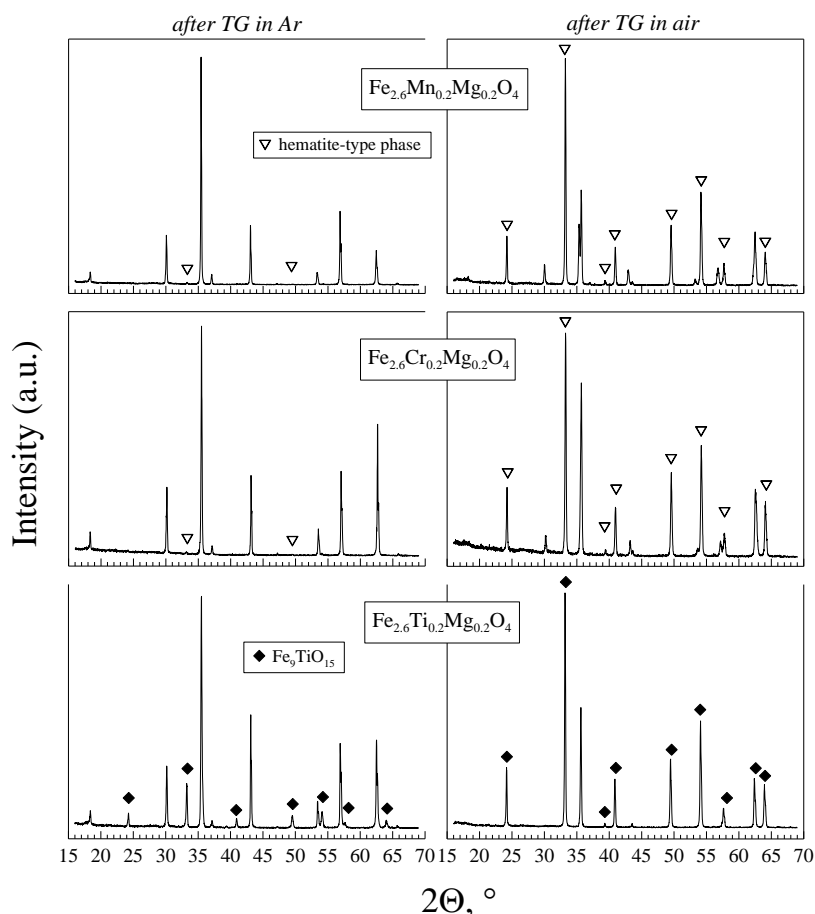 after TG in Ar
after TG in air
Fe2.6Mn0.2Mg0.2O4
▽ hematite-type phase
Fe2.6Cr0.2Mg0.2O4
Intensity (a.u.)
Fe2.6Ti0.2Mg0.2O4
◆ Fe9TiO15
15 20 25 30 35 40 45 50 55 60 65 70
15 20 25 30 35 40 45 50 55 60 65 70
2Θ, °